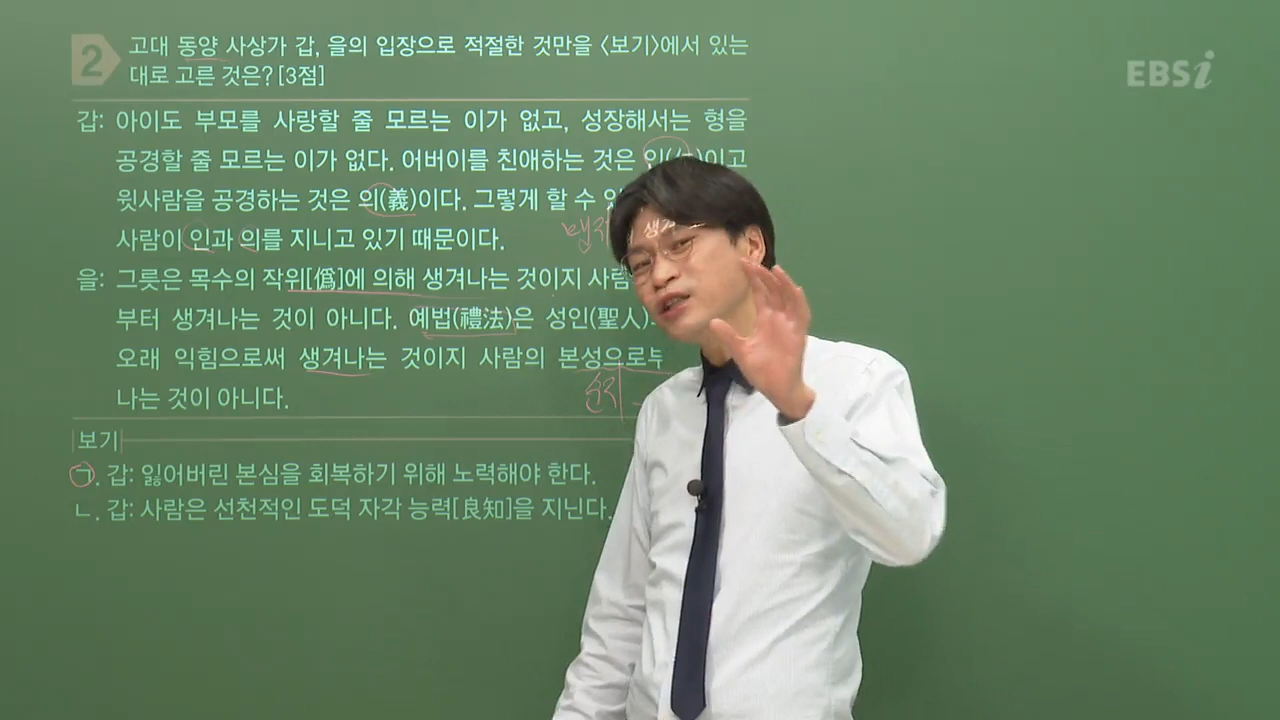 2
고대 동양 사상가 갑, 을의 입장으로 적절한 것만을 〈보기〉에서 있는
대로 고른 것은? [3점]
EBSi
갑: 아이도 부모를 사랑할 줄 모르는 이가 없고, 성장해서는 형을
공경할 줄 모르는 이가 없다. 어버이를 친애하는 것은 이고
윗사람을 공경하는 것은 의(義)이다. 그렇게 할 수
사람이 인과 의를 지니고 있기 때문이다.
을: 그릇은 목수의 작위[僞]에 의해 생겨나는 것이지
부터 생겨나는 것이 아니다. 예법(禮法)은 성인(聖人)
오래 익힘으로써 생겨나는 것이지 사람의 본성으로부
나는 것이 아니다.
순자
보기
ㄱ. 갑: 잃어버린 본심을 회복하기 위해 노력해야 한다.
ㄴ. 갑: 사람은 선천적인 도덕 자각 능력[良知]을 지닌다.